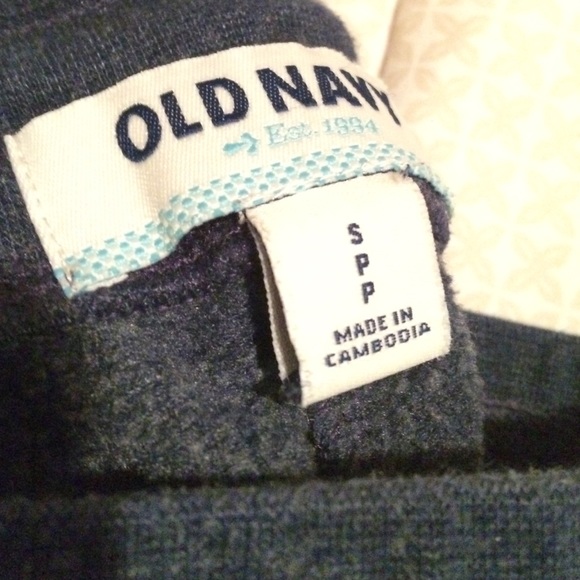 OLD NAVY
Est. 1994
S
P
P
MADE IN
CAMBODIA